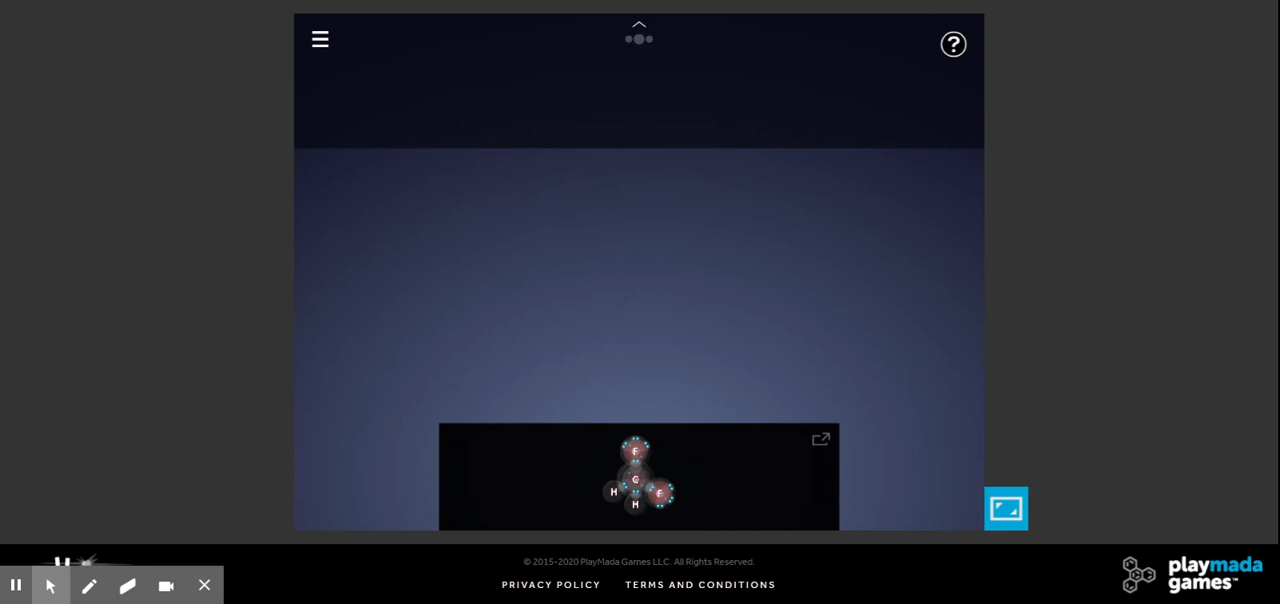 ?
F
C
H
F
H
© 2015-2020 PlayMada Games LLC. All Rights Reserved.
PRIVACY POLICY TERMS AND CONDITIONS
playmada
games™